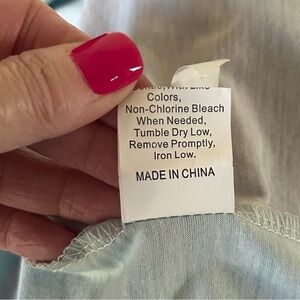 Colors,
Non-Chlorine Bleach
When Needed,
Tumble Dry Low,
Remove Promptly,
Iron Low.
MADE IN CHINA